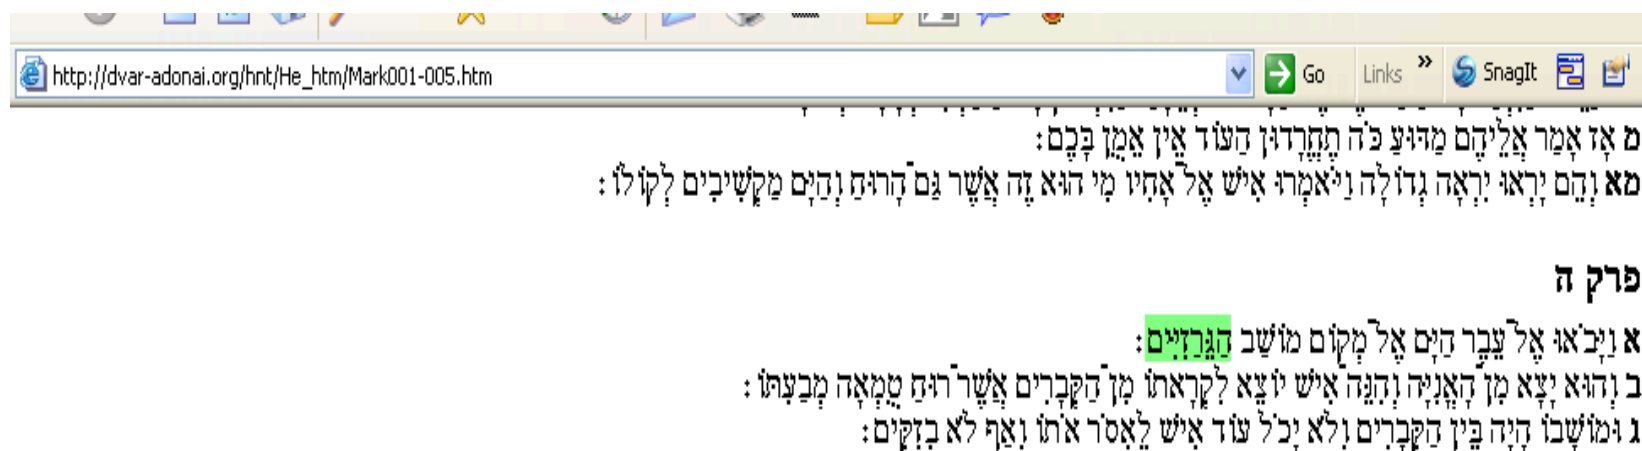 http://dvar-adonai.org/hnt/He_htm/Mark001-005.htm Go Links » SnagIt
מ אָז אָמַר אֲלֵיהֶם מַדּוּעַ כֹּה תֶחֱרָדוּן הַעוֹד אֵין אֵמֻן בָּכֶם׃
מא וְהֵם יָרְאוּ יִרְאָה גְדוֹלָה וַיֹּאמְרוּ אִישׁ אֶל־אָחִיו מִי הוּא זֶה אֲשֶׁר גַּם־הָרוּחַ וְהַיָּם מַקְשִׁיבִים לְקוֹלוֹ׃
פרק ה
א וַיָּבֹאוּ אֶל־עֵבֶר הַיָּם אֶל־מְקוֹם מוֹשַׁב הַגֵּרַזִיִּים׃
ב וְהוּא יָצָא מִן־הָאֳנִיָּה וְהִנֵּה־אִישׁ יוֹצֵא לִקְרָאתוֹ מִן־הַקְּבָרִים אֲשֶׁר־רוּחַ טֻמְאָה מְבַעִתּוֹ׃
ג וּמוֹשָׁבוֹ הָיָה בֵּין הַקְּבָרִים וְלֹא יָכֹל עוֹד אִישׁ לֶאְסֹר אֹתוֹ וְאַף לֹא בְזִקִּים׃